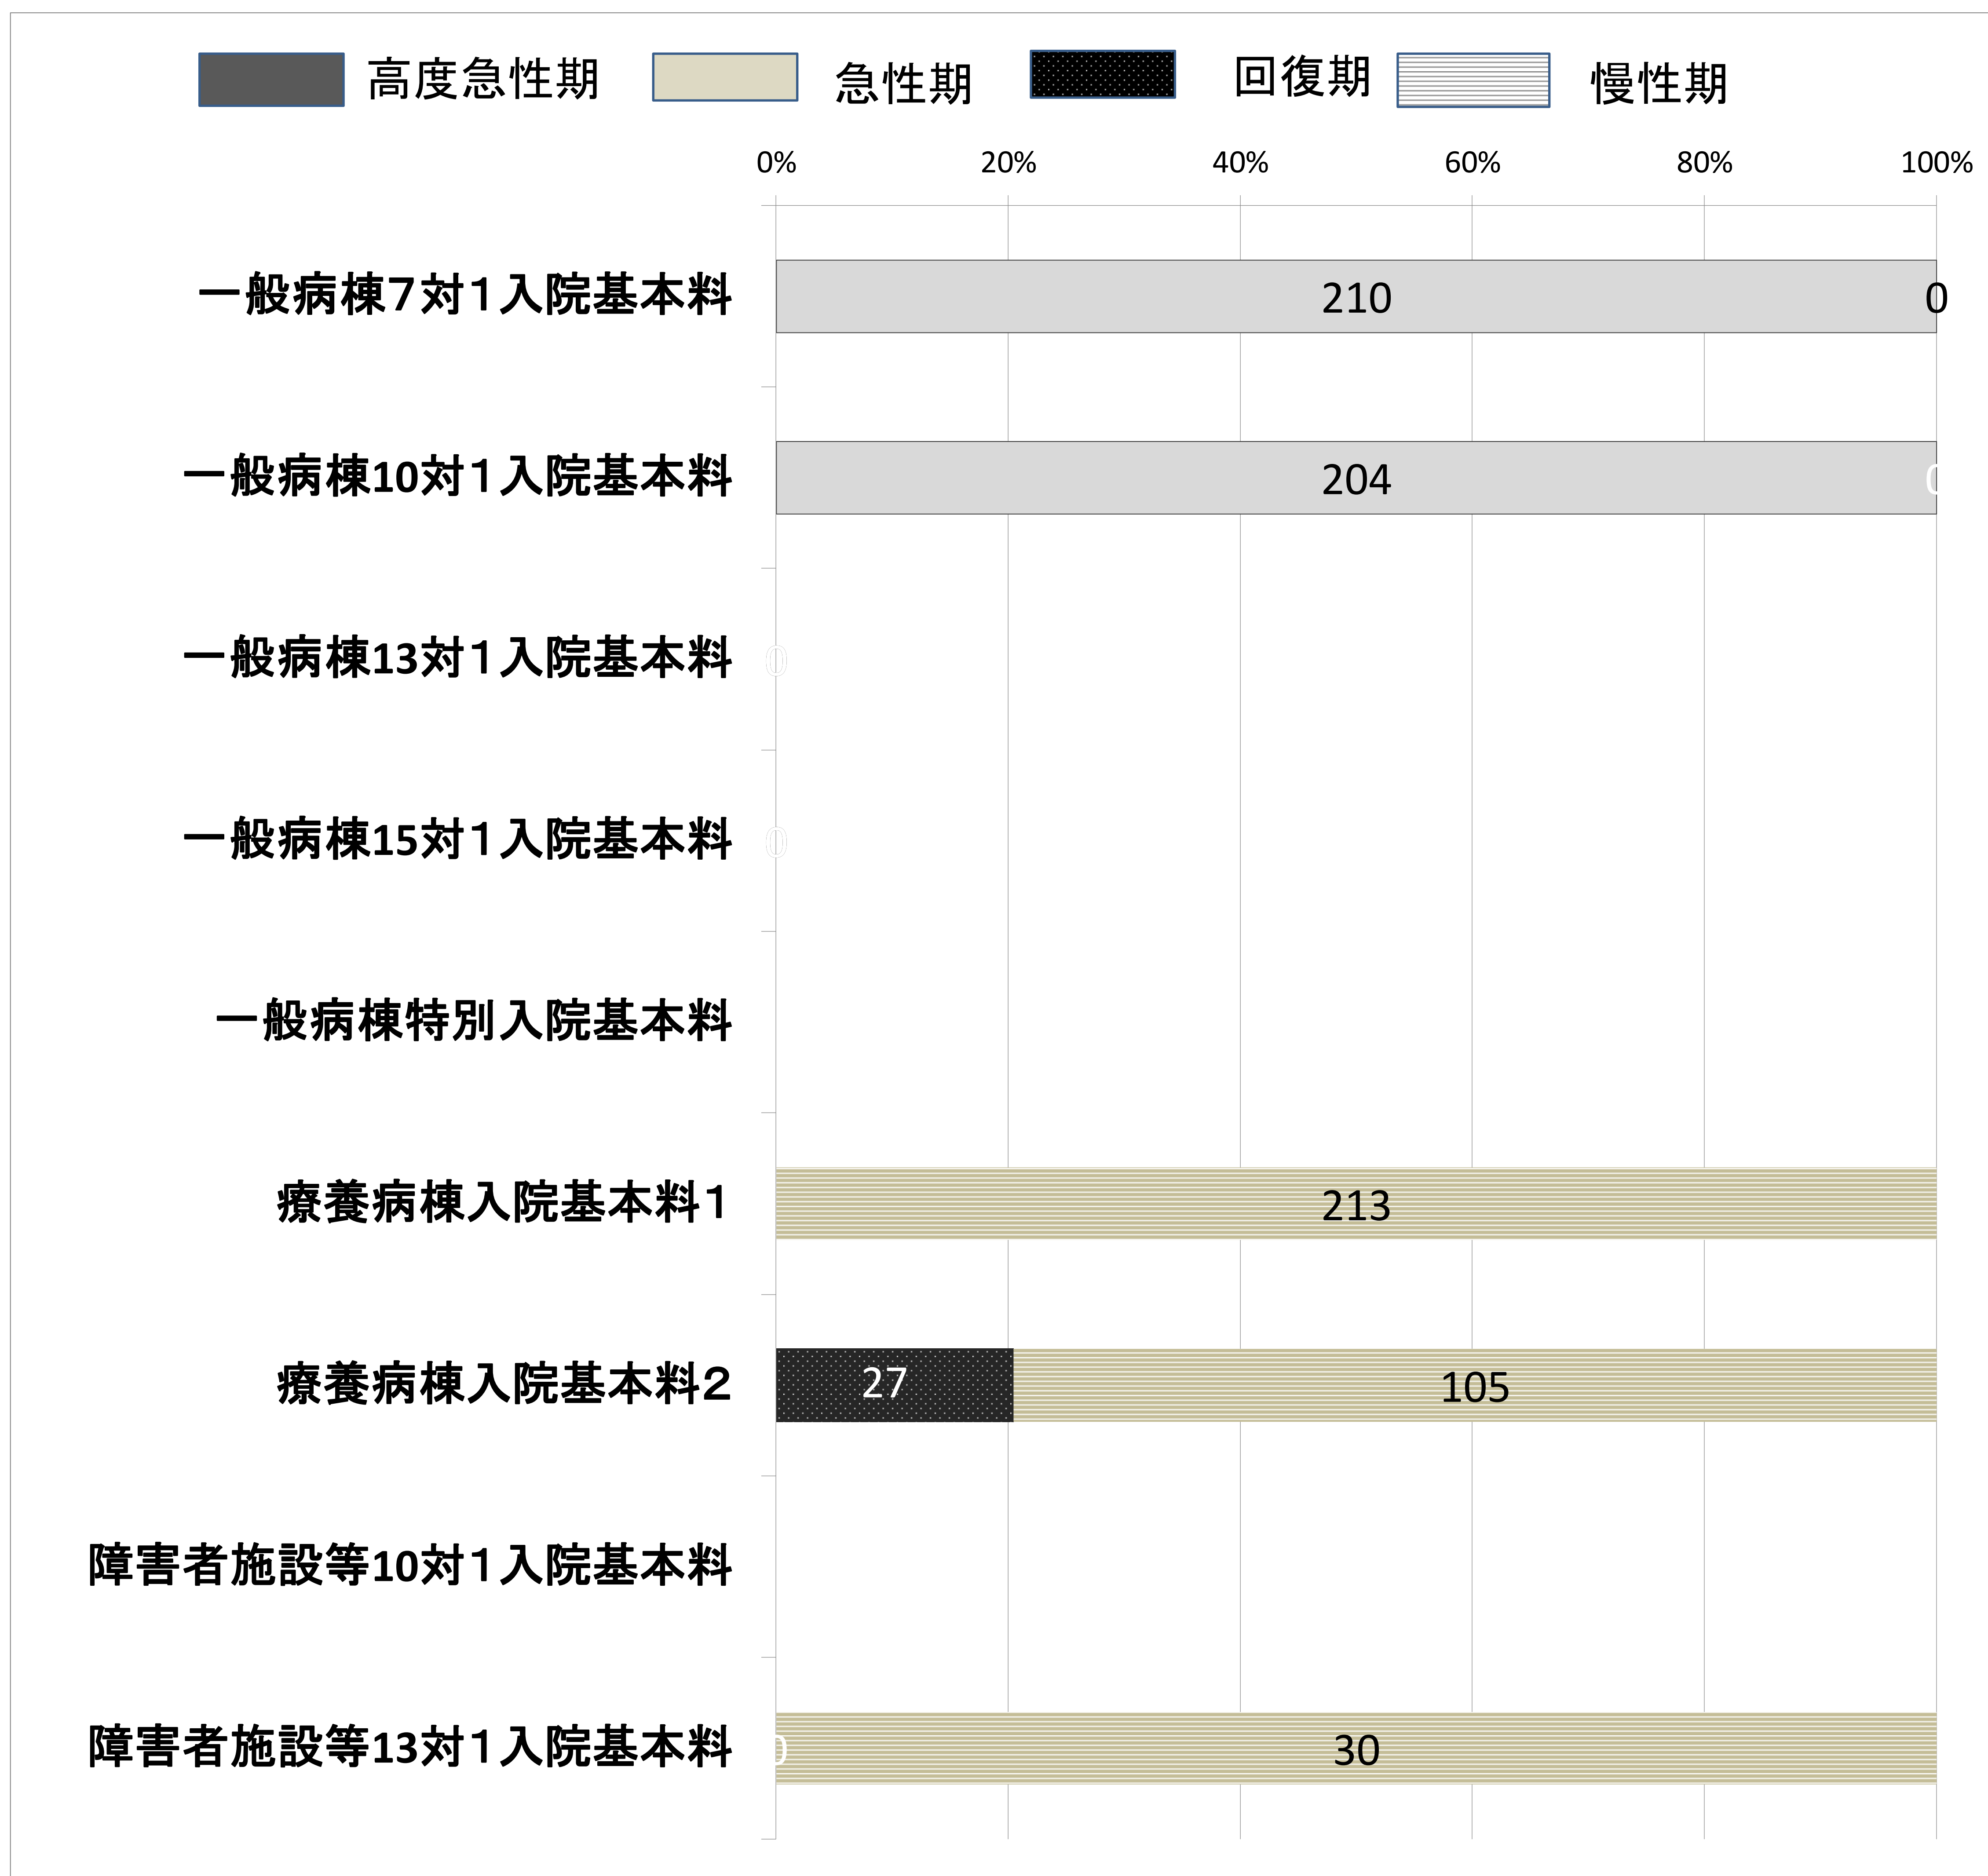 高度急性期 急性期 回復期 慢性期
0% 20% 40% 60% 80% 100%
一般病棟７対１入院基本料 210 0
一般病棟10対１入院基本料 204 0
一般病棟13対１入院基本料 0
一般病棟15対１入院基本料 0
一般病棟特別入院基本料
療養病棟入院基本料１ 213
療養病棟入院基本料２ 27 105
障害者施設等10対１入院基本料
障害者施設等13対１入院基本料 0 30